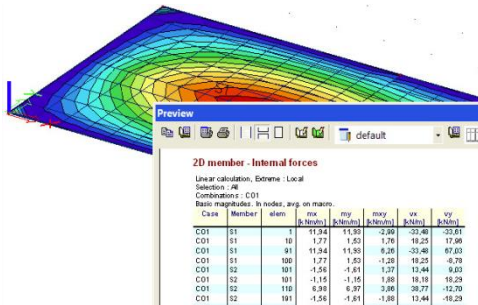 Preview
default
2D member - Internal forces
Linear calculation, Extreme : Local
Selection : All
Combinations : CO1
Basic magnitudes. In nodes, avg. on macro.
Case Member elem mx my mxy vx vy
[kNm/m] [kNm/m] [kNm/m] [kN/m] [kN/m]
CO1 S1 1 11,94 11,93 -2,99 -33,48 -33,61
CO1 S1 10 1,77 1,53 1,76 18,25 17,96
CO1 S1 91 11,94 11,93 6,26 -33,48 67,03
CO1 S1 100 1,77 1,53 -1,28 18,25 -8,78
CO1 S2 101 -1,56 -1,61 1,37 13,44 9,03
CO1 S2 101 -1,15 -1,15 1,88 18,18 18,29
CO1 S2 110 6,98 6,97 3,86 38,77 -12,70
CO1 S2 191 -1,56 -1,61 -1,88 13,44 -18,29